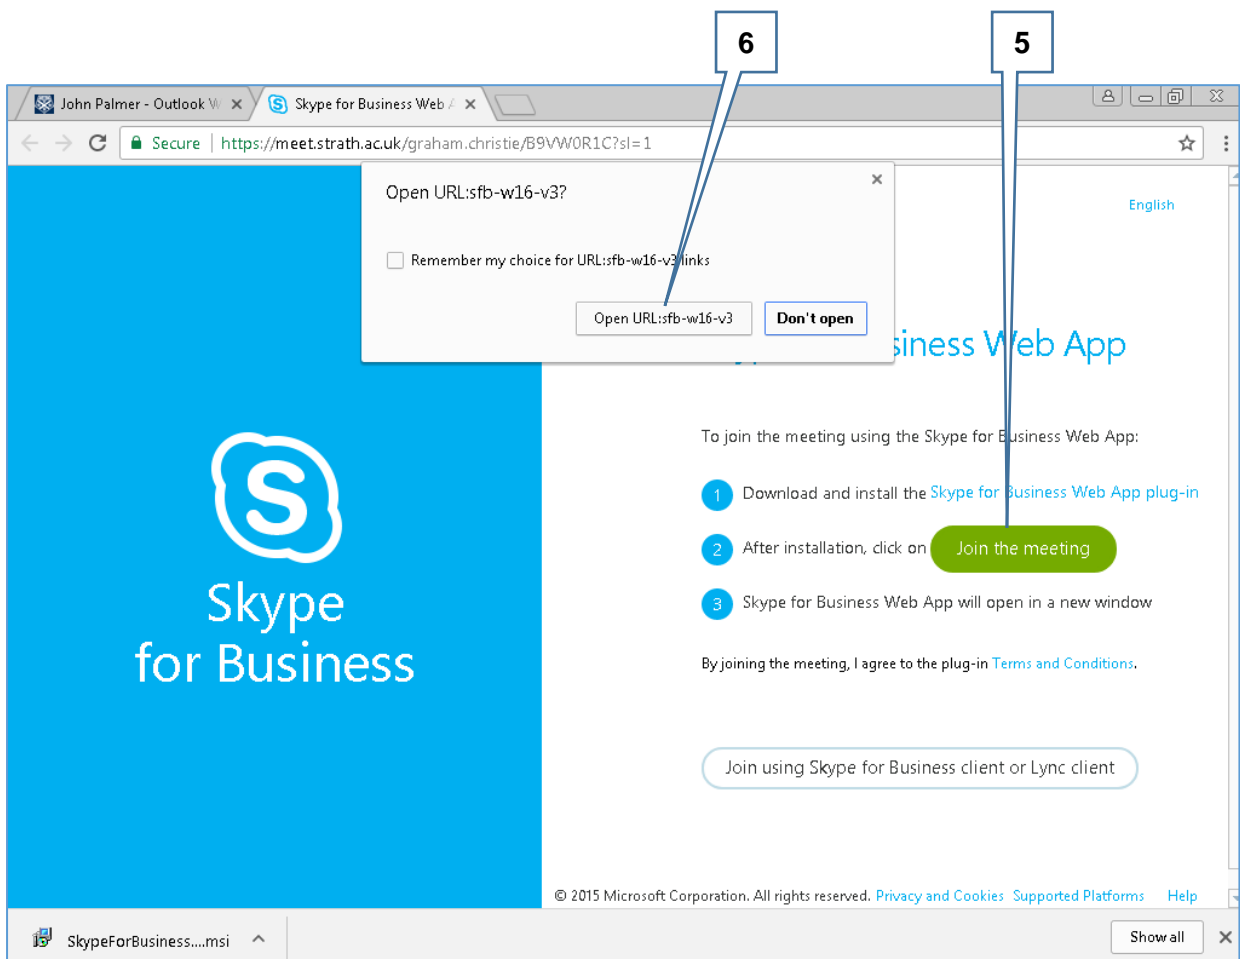 6
5
John Palmer - Outlook W
Skype for Business Web A
Secure
https://meet.strath.ac.uk/graham.christie/B9VW0R1C?sl=1
Open URL:sfb-w16-v3?
Remember my choice for URL:sfb-w16-v3 links
Open URL:sfb-w16-v3
Don't open
English
siness Web App
To join the meeting using the Skype for Business Web App:
1 Download and install the Skype for Business Web App plug-in
2 After installation, click on Join the meeting
3 Skype for Business Web App will open in a new window
By joining the meeting, I agree to the plug-in Terms and Conditions.
Join using Skype for Business client or Lync client
S
Skype
for Business
© 2015 Microsoft Corporation. All rights reserved. Privacy and Cookies Supported Platforms Help
SkypeForBusiness....msi
Show all